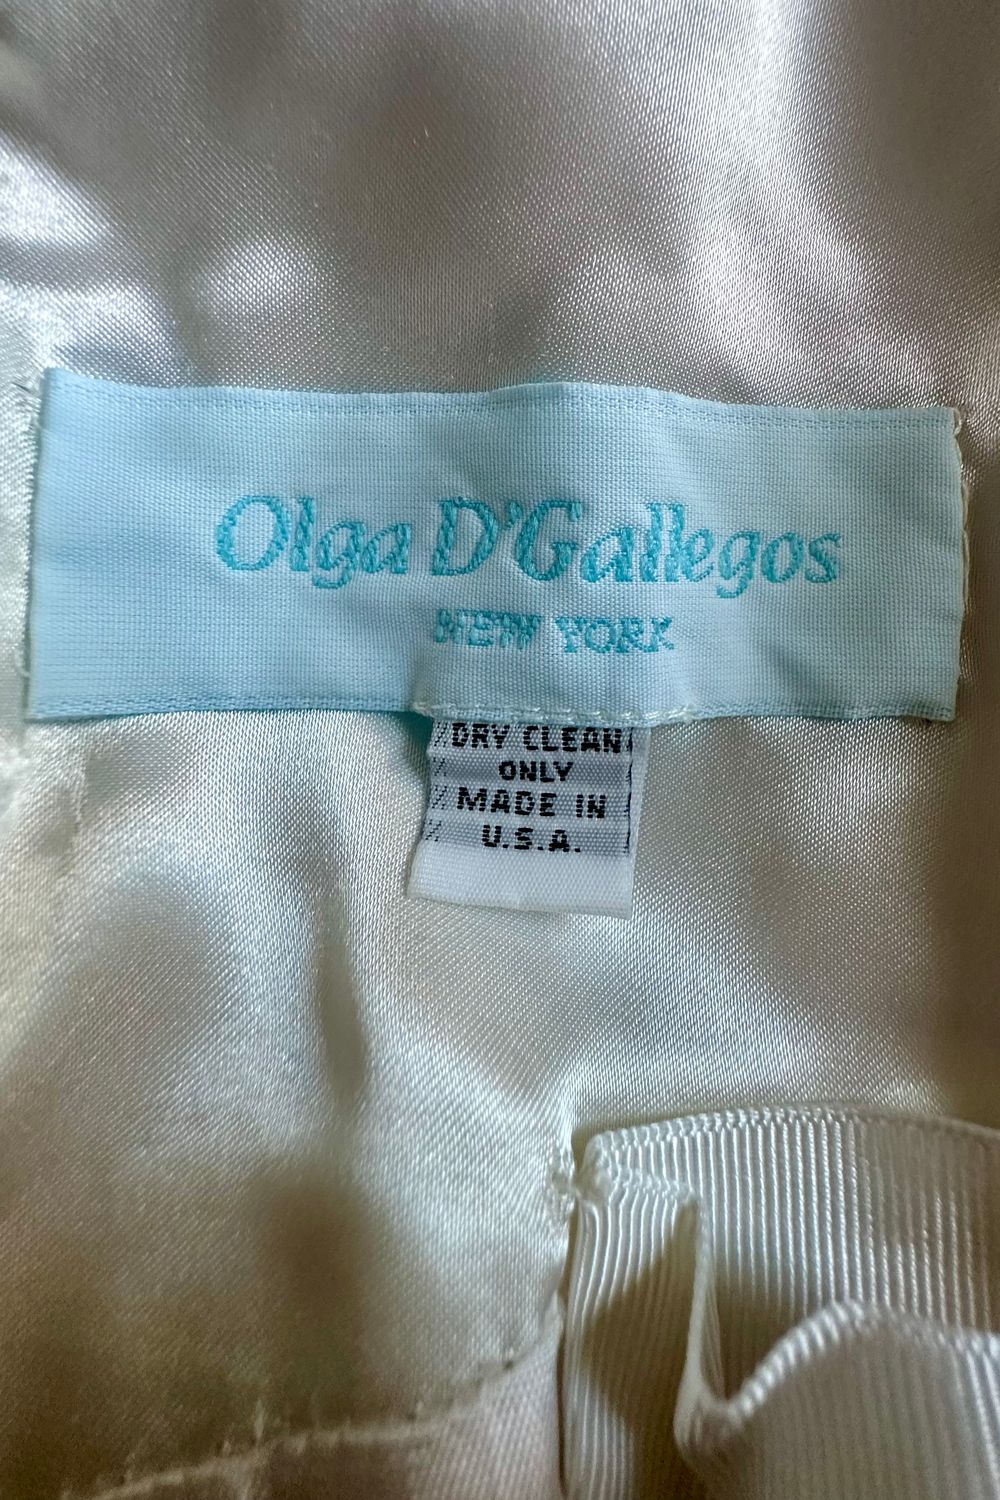 Olga D'Gallegos
NEW YORK
DRY CLEAN
ONLY
MADE IN
U.S.A.